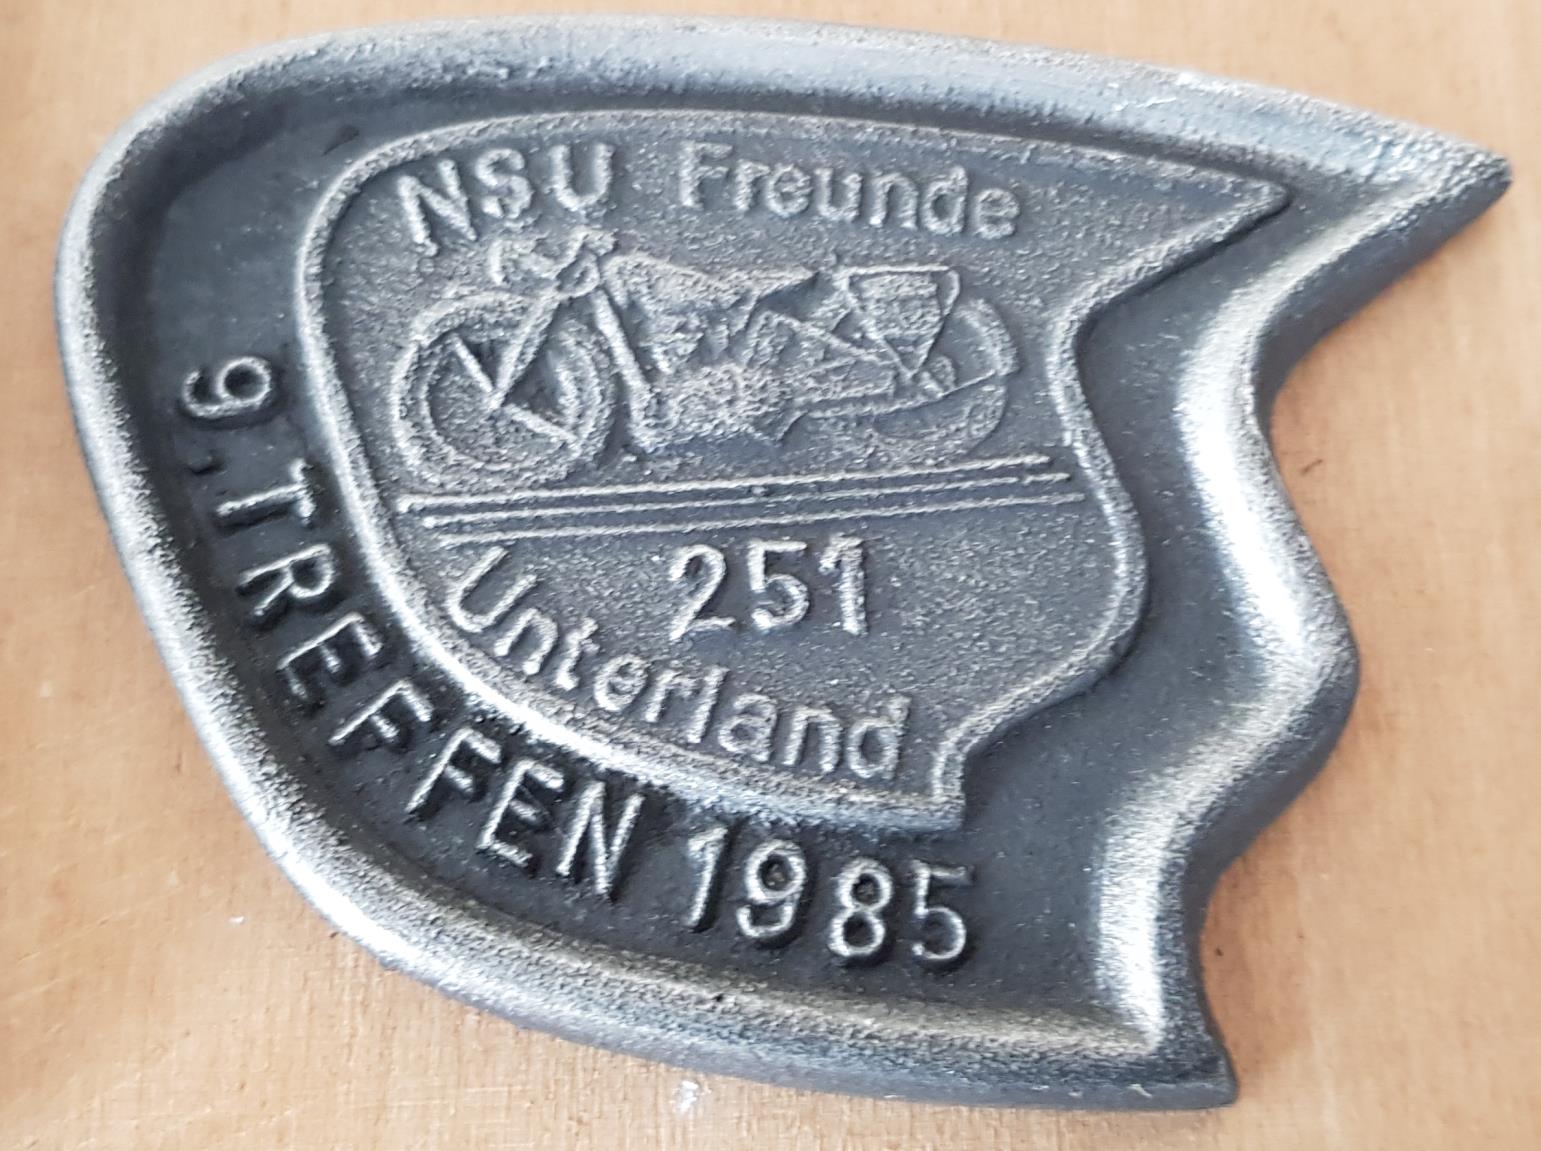 NSU Freunde
251
Unterland
9. TREFFEN 1985